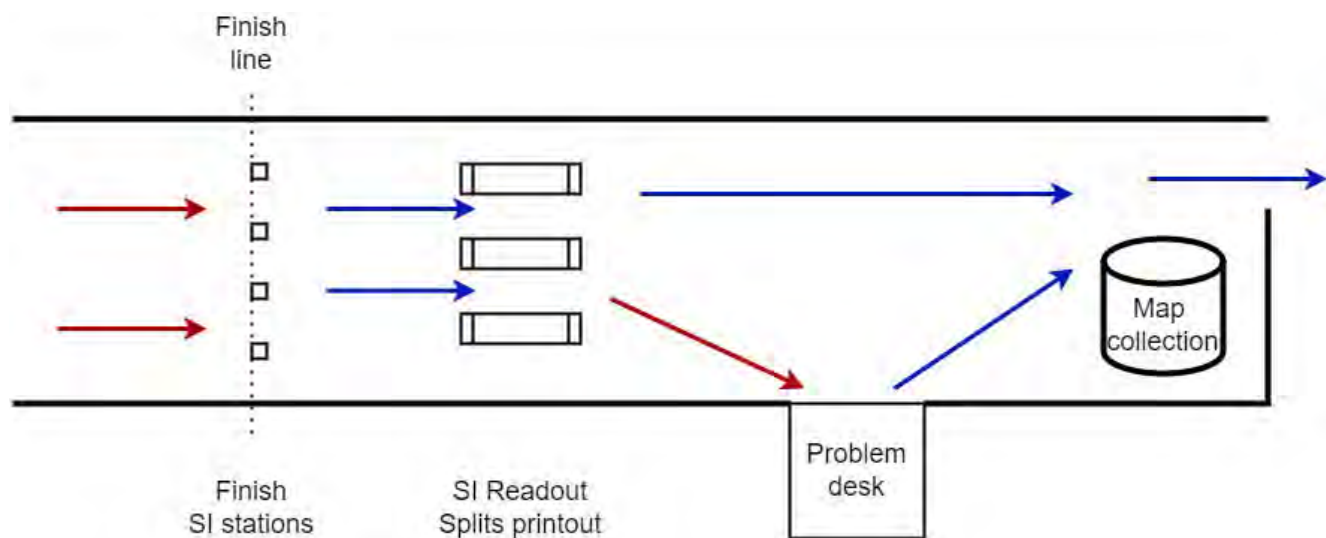 Finish
line
Map
collection
Problem
desk
Finish
SI stations
SI Readout
Splits printout